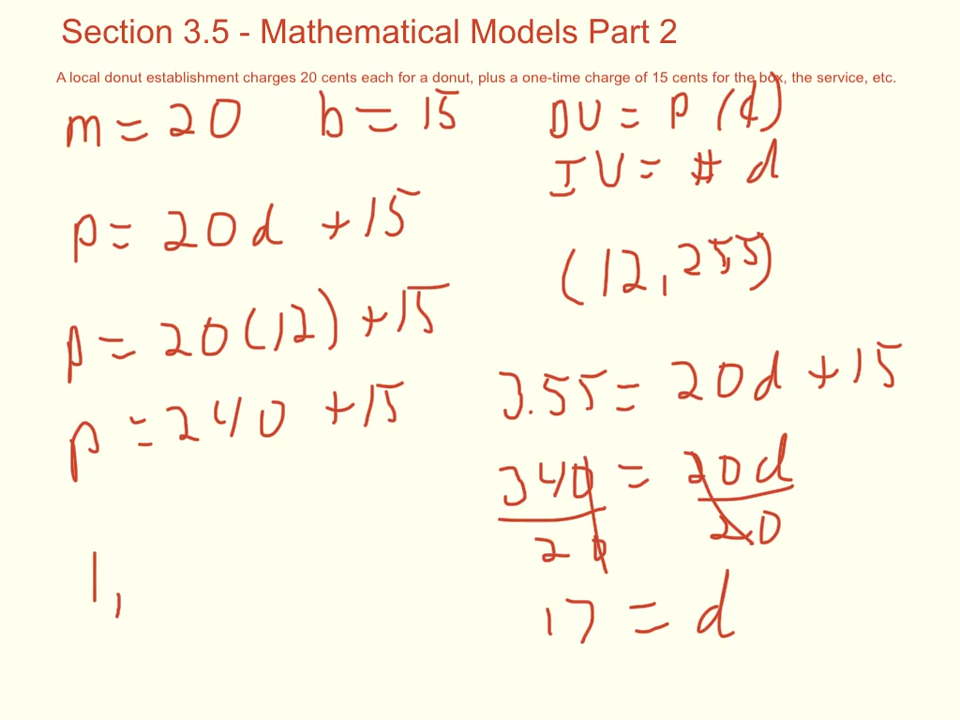 Section 3.5 - Mathematical Models Part 2
A local donut establishment charges 20 cents each for a donut, plus a one-time charge of 15 cents for the box, the service, etc.
m = 20 b = 15
DV = P (d)
IV = # d
p = 20d + 15
(12, 255)
p = 20(12) + 15
3.55 = 20d + 15
p = 240 + 15
340 = 20d
20 20
1,
17 = d